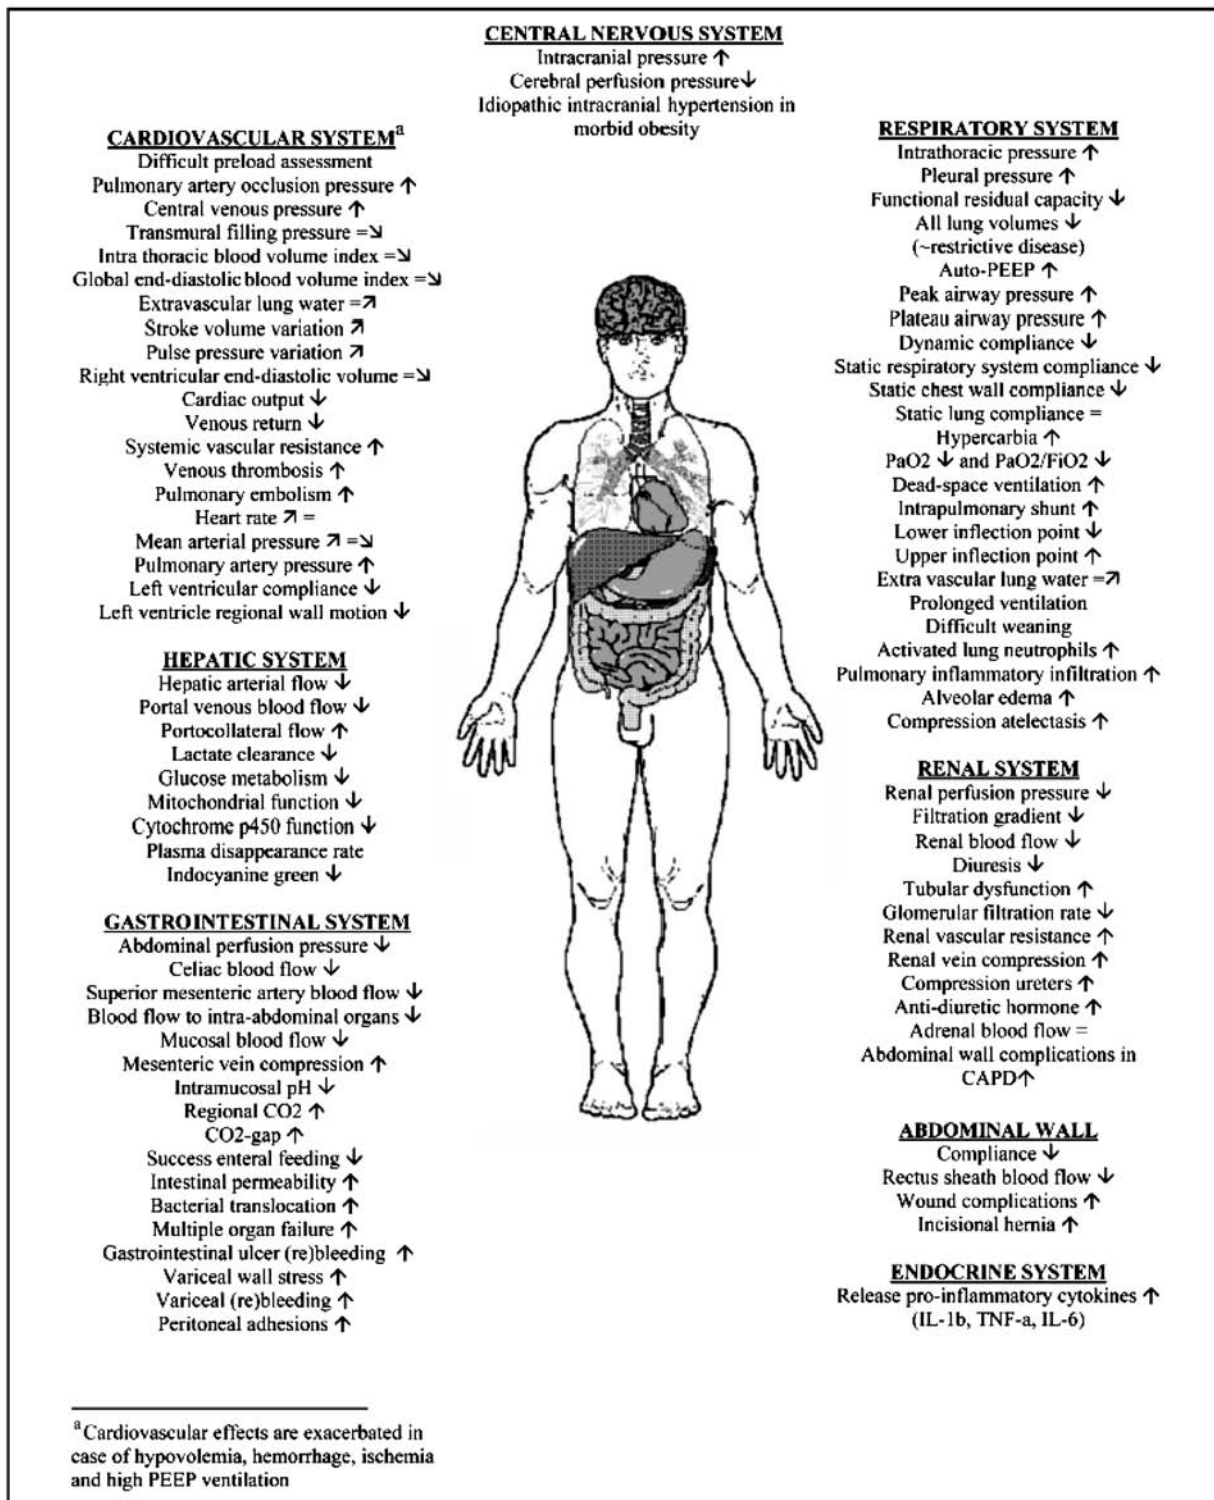 CENTRAL NERVOUS SYSTEM
Intracranial pressure ↑
Cerebral perfusion pressure↓
Idiopathic intracranial hypertension in
morbid obesity
CARDIOVASCULAR SYSTEMᵃ
Difficult preload assessment
Pulmonary artery occlusion pressure ↑
Central venous pressure ↑
Transmural filling pressure =↘
Intra thoracic blood volume index =↘
Global end-diastolic blood volume index =↘
Extravascular lung water =↗
Stroke volume variation ↗
Pulse pressure variation ↗
Right ventricular end-diastolic volume =↘
Cardiac output ↓
Venous return ↓
Systemic vascular resistance ↑
Venous thrombosis ↑
Pulmonary embolism ↑
Heart rate ↗ =
Mean arterial pressure ↗ =↘
Pulmonary artery pressure ↑
Left ventricular compliance ↓
Left ventricle regional wall motion ↓
HEPATIC SYSTEM
Hepatic arterial flow ↓
Portal venous blood flow ↓
Portocollateral flow ↑
Lactate clearance ↓
Glucose metabolism ↓
Mitochondrial function ↓
Cytochrome p450 function ↓
Plasma disappearance rate
Indocyanine green ↓
GASTROINTESTINAL SYSTEM
Abdominal perfusion pressure ↓
Celiac blood flow ↓
Superior mesenteric artery blood flow ↓
Blood flow to intra-abdominal organs ↓
Mucosal blood flow ↓
Mesenteric vein compression ↑
Intramucosal pH ↓
Regional CO2 ↑
CO2-gap ↑
Success enteral feeding ↓
Intestinal permeability ↑
Bacterial translocation ↑
Multiple organ failure ↑
Gastrointestinal ulcer (re)bleeding ↑
Variceal wall stress ↑
Variceal (re)bleeding ↑
Peritoneal adhesions ↑
RESPIRATORY SYSTEM
Intrathoracic pressure ↑
Pleural pressure ↑
Functional residual capacity ↓
All lung volumes ↓
(~restrictive disease)
Auto-PEEP ↑
Peak airway pressure ↑
Plateau airway pressure ↑
Dynamic compliance ↓
Static respiratory system compliance ↓
Static chest wall compliance ↓
Static lung compliance =
Hypercarbia ↑
PaO2 ↓ and PaO2/FiO2 ↓
Dead-space ventilation ↑
Intrapulmonary shunt ↑
Lower inflection point ↓
Upper inflection point ↑
Extra vascular lung water =↗
Prolonged ventilation
Difficult weaning
Activated lung neutrophils ↑
Pulmonary inflammatory infiltration ↑
Alveolar edema ↑
Compression atelectasis ↑
RENAL SYSTEM
Renal perfusion pressure ↓
Filtration gradient ↓
Renal blood flow ↓
Diuresis ↓
Tubular dysfunction ↑
Glomerular filtration rate ↓
Renal vascular resistance ↑
Renal vein compression ↑
Compression ureters ↑
Anti-diuretic hormone ↑
Adrenal blood flow =
Abdominal wall complications in
CAPD↑
ABDOMINAL WALL
Compliance ↓
Rectus sheath blood flow ↓
Wound complications ↑
Incisional hernia ↑
ENDOCRINE SYSTEM
Release pro-inflammatory cytokines ↑
(IL-1b, TNF-a, IL-6)
ᵃ Cardiovascular effects are exacerbated in
case of hypovolemia, hemorrhage, ischemia
and high PEEP ventilation